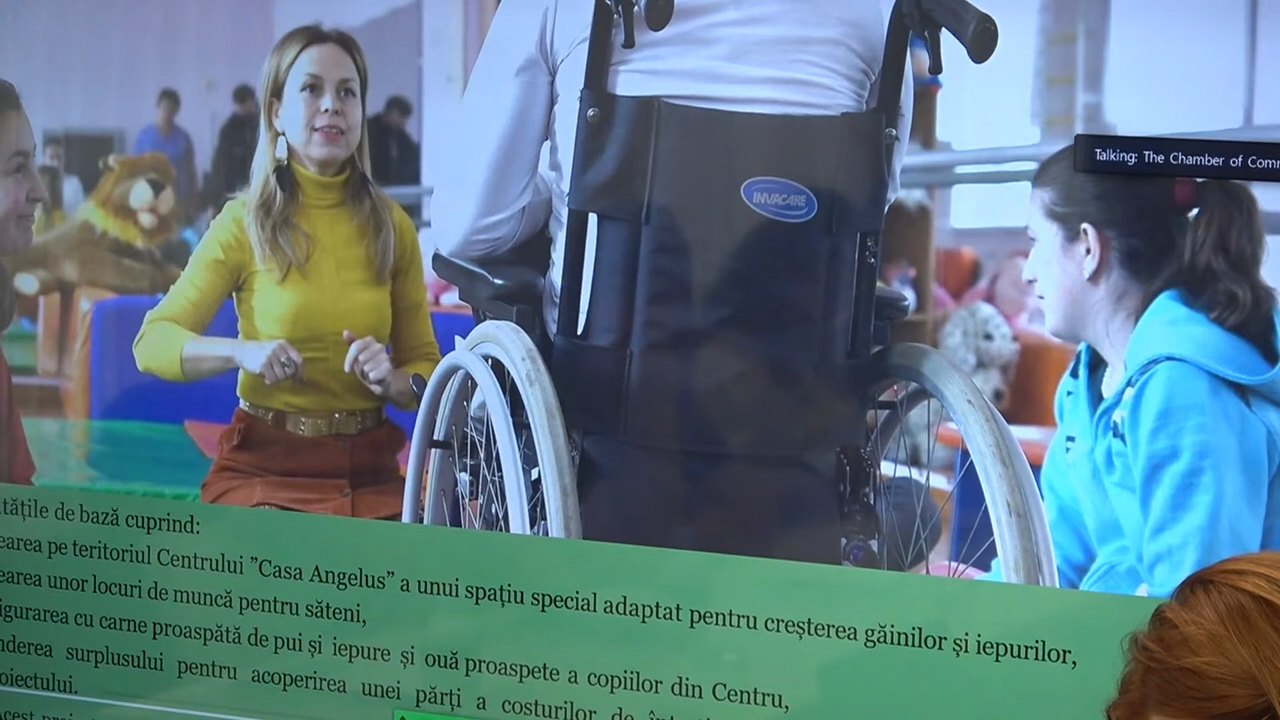 Talking: The Chamber of Com
INVACARE
tățile de bază cuprind:
earea pe teritoriul Centrului ”Casa Angelus” a unui spațiu special adaptat pentru creșterea găinilor și iepurilor,
earea unor locuri de muncă pentru săteni,
igurarea cu carne proaspătă de pui și iepure și ouă proaspete a copiilor din Centru,
nderea surplusului pentru acoperirea unei părți a costurilor de
oiectului.